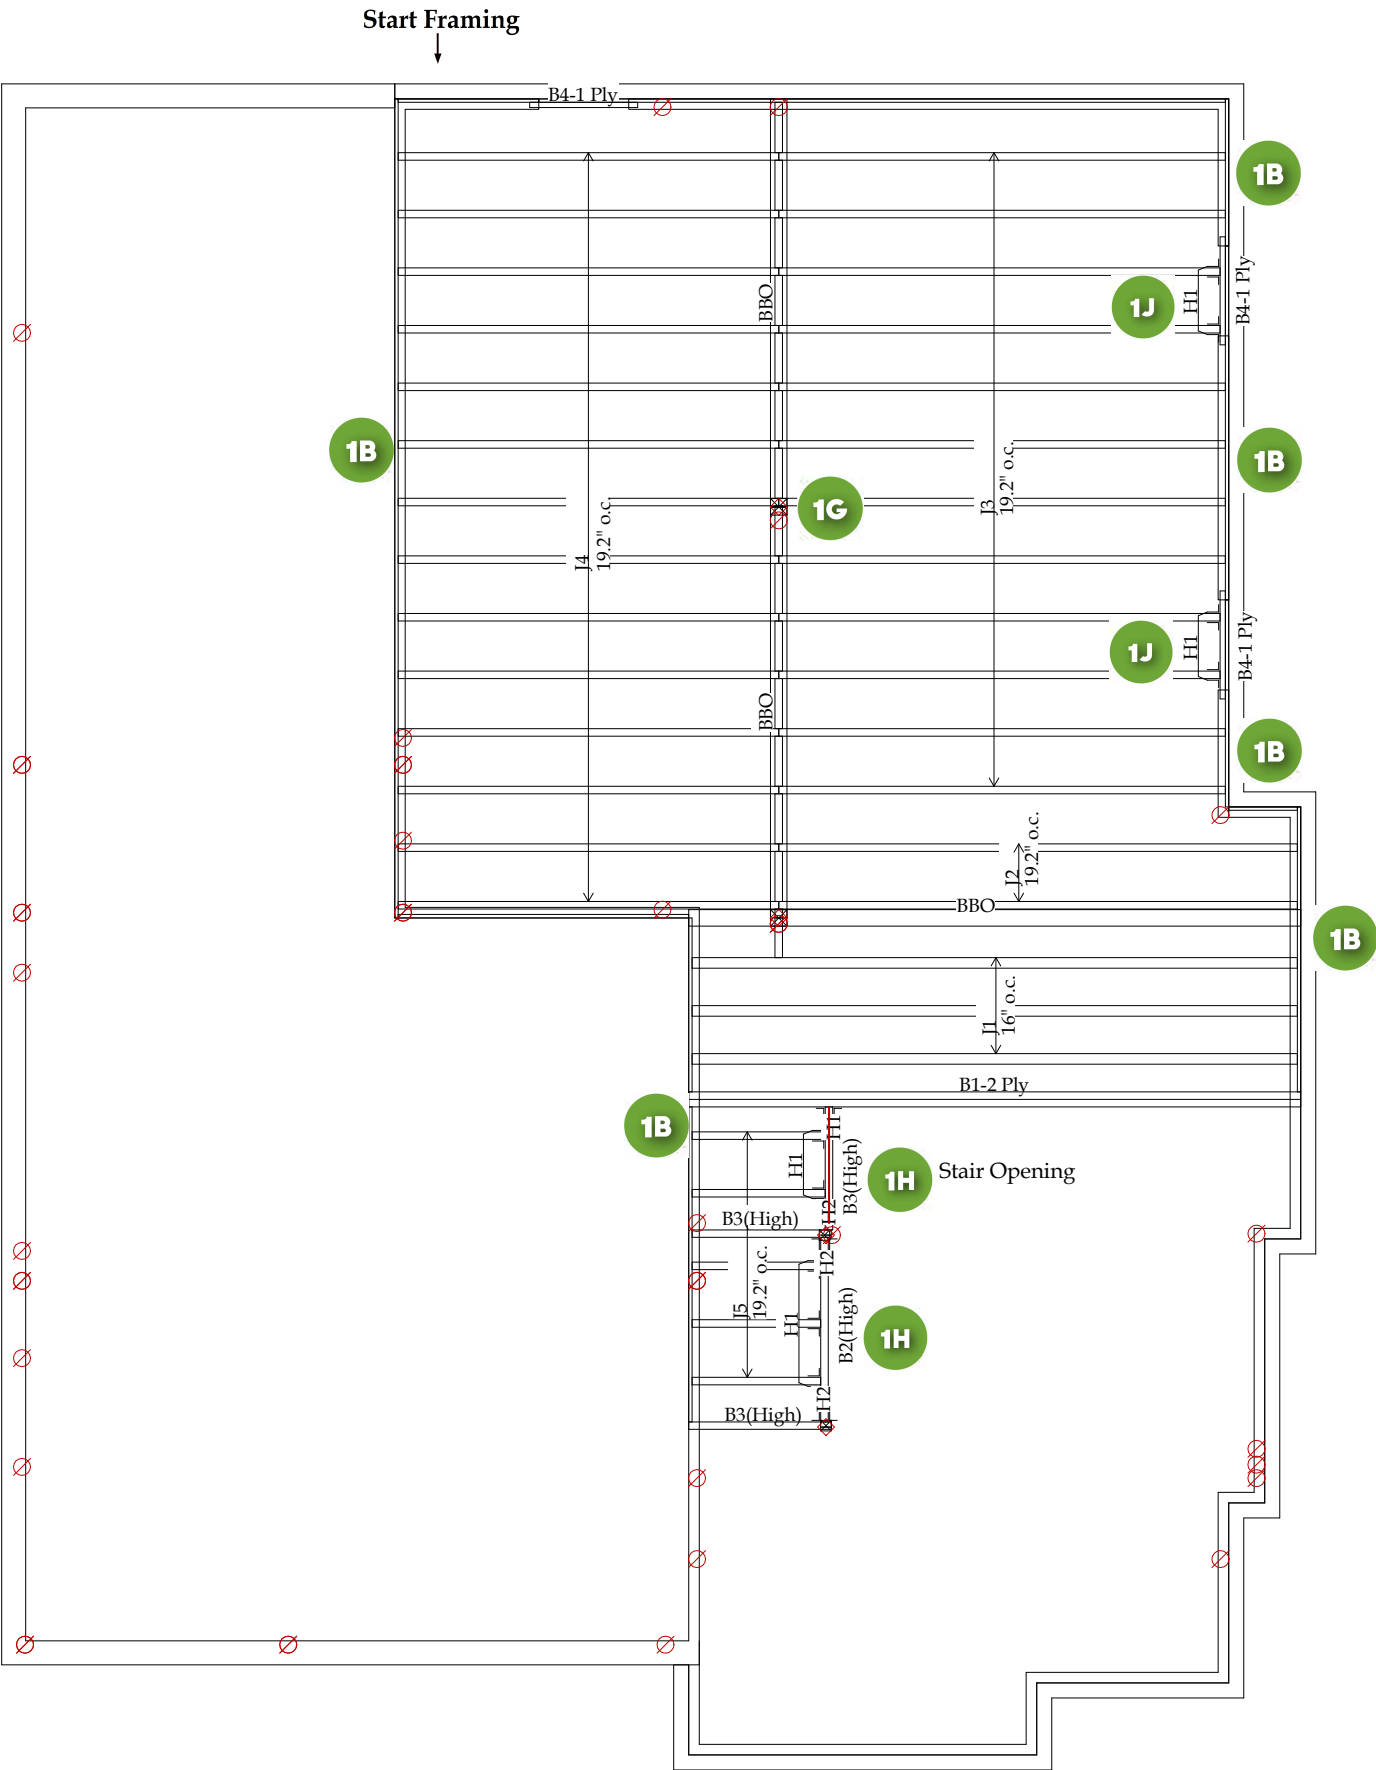 Start Framing
B4-1 Ply
1B
BBO
1J
H1
B4-1 Ply
1B
1B
1G
J3
19.2" o.c.
J4
19.2" o.c.
1J
H1
B4-1 Ply
BBO
1B
J2
19.2" o.c.
BBO
1B
J1
16" o.c.
B1-2 Ply
1B
H1
H1
B3(High)
1H
Stair Opening
H2
B3(High)
H2
J5
19.2" o.c.
H1
B2(High)
1H
H2
B3(High)